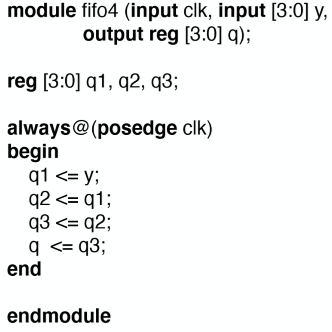 module fifo4 (input clk, input [3:0] y,
output reg [3:0] q);
reg [3:0] q1, q2, q3;
always@(posedge clk)
begin
q1 <= y;
q2 <= q1;
q3 <= q2;
q <= q3;
end
endmodule